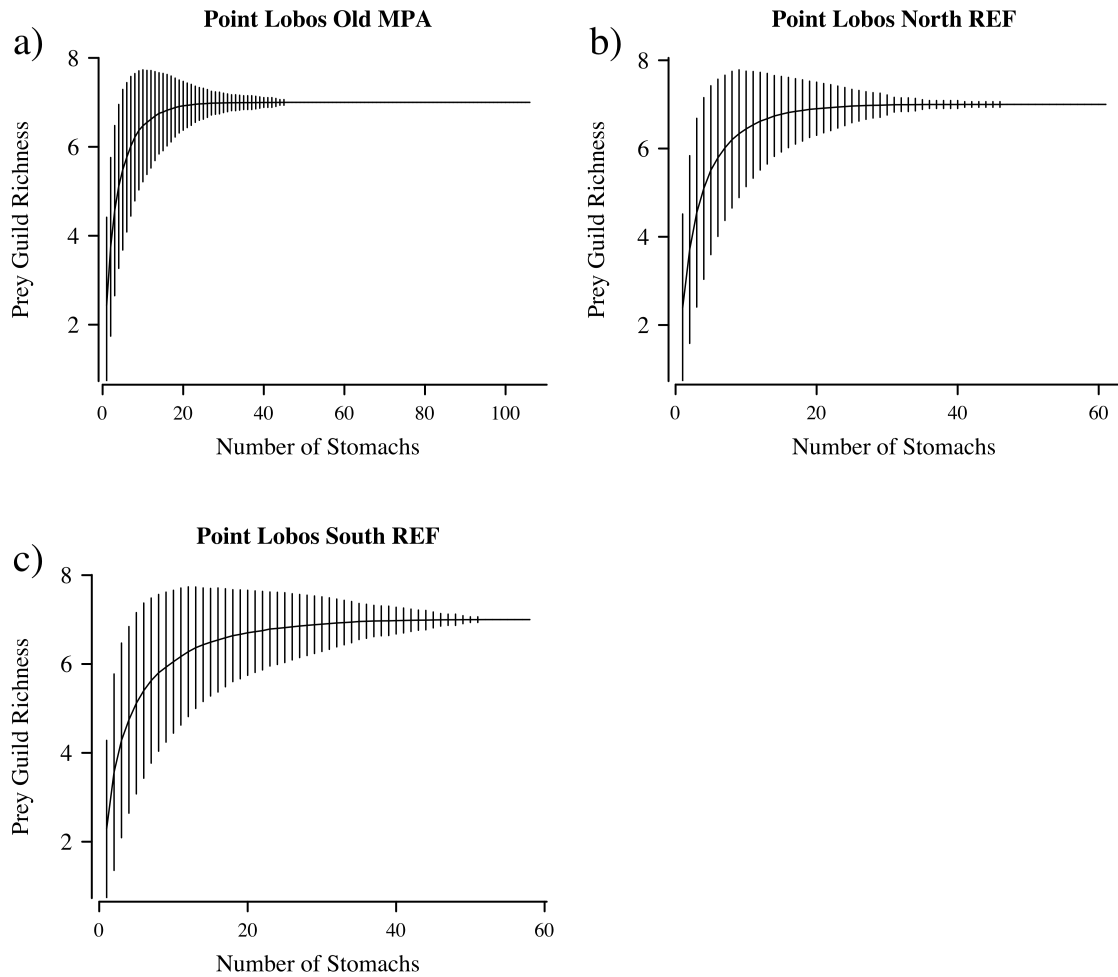 a)
Point Lobos Old MPA
Prey Guild Richness
8
6
4
2
0 20 40 60 80 100
Number of Stomachs
b)
Point Lobos North REF
Prey Guild Richness
8
6
4
2
0 20 40 60
Number of Stomachs
c)
Point Lobos South REF
Prey Guild Richness
8
6
4
2
0 20 40 60
Number of Stomachs